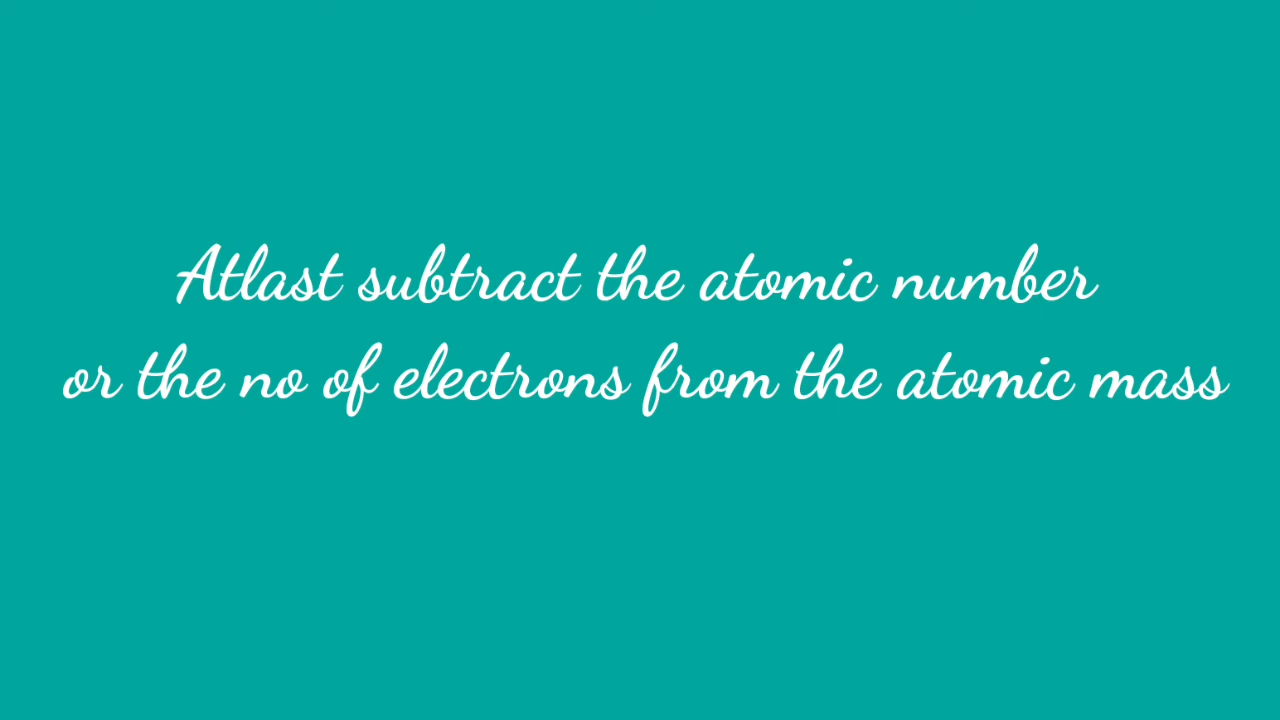 Atlast subtract the atomic number
or the no of electrons from the atomic mass